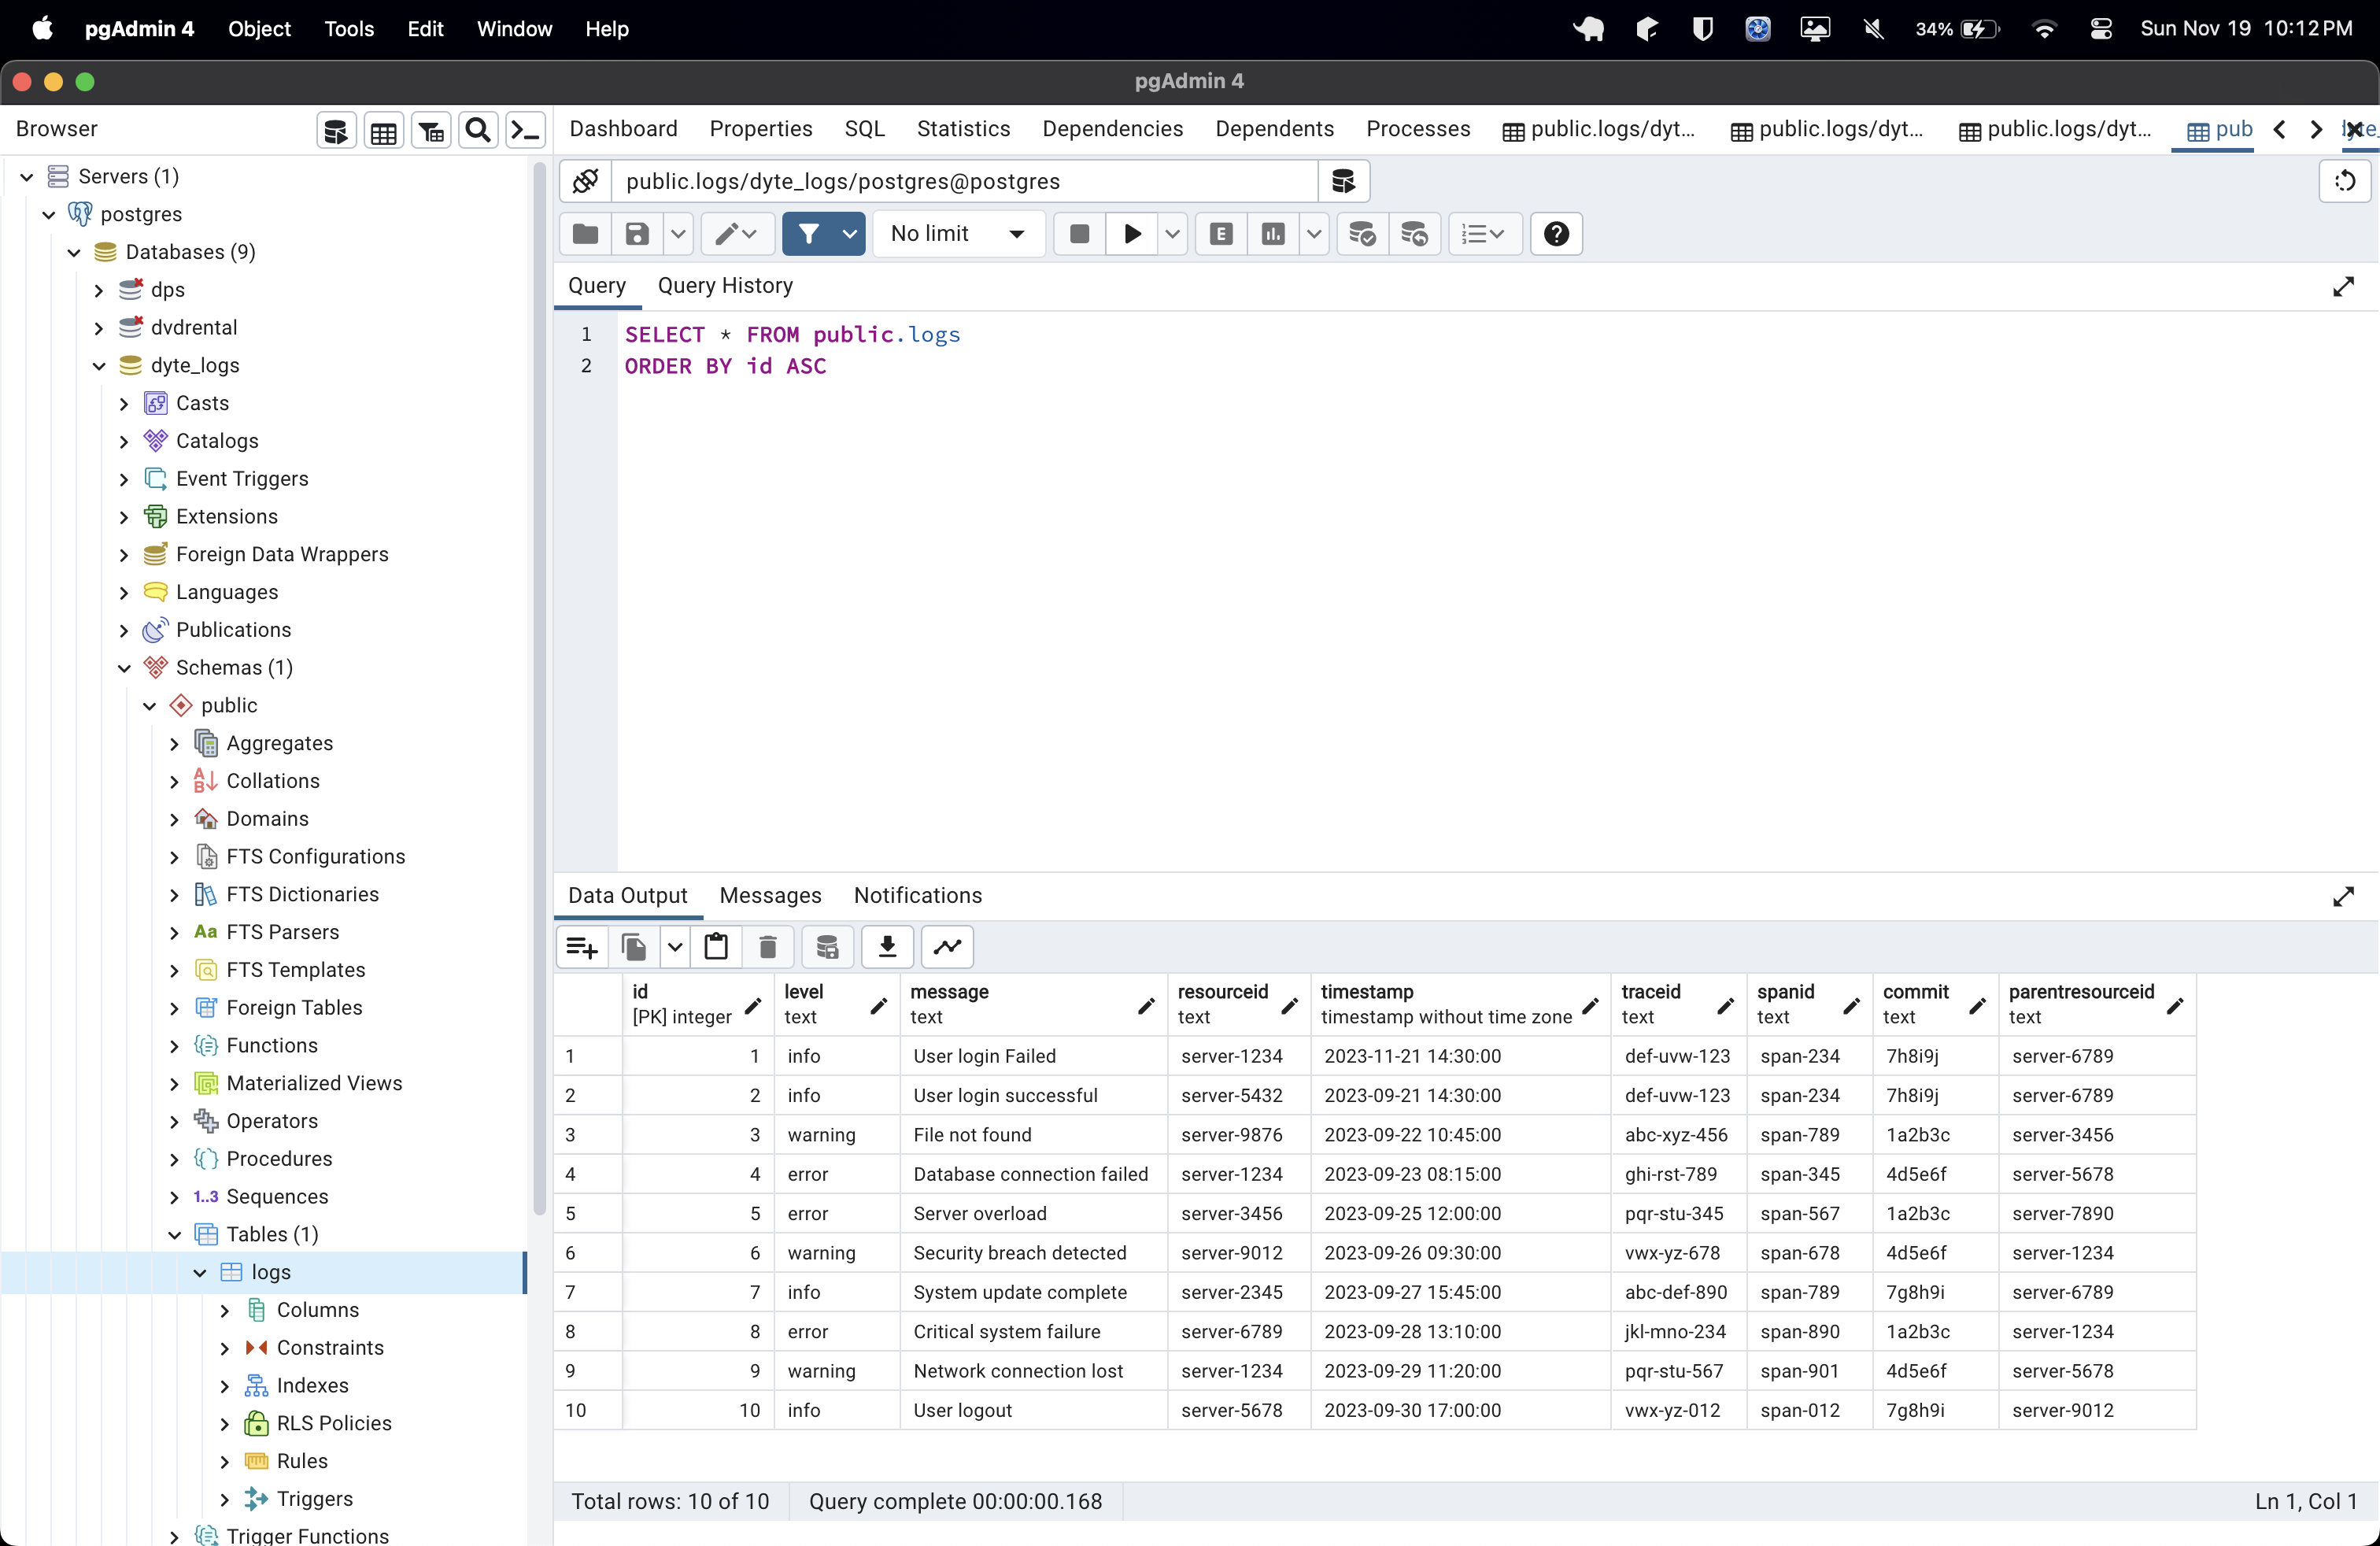 pgAdmin 4 Object Tools Edit Window Help 34% Sun Nov 19 10:12 PM
pgAdmin 4
Browser
Dashboard Properties SQL Statistics Dependencies Dependents Processes public.logs/dyt... public.logs/dyt... public.logs/dyt... pub
Servers (1)
postgres
Databases (9)
dps
dvdrental
dyte_logs
Casts
Catalogs
Event Triggers
Extensions
Foreign Data Wrappers
Languages
Publications
Schemas (1)
public
Aggregates
Collations
Domains
FTS Configurations
FTS Dictionaries
Aa FTS Parsers
FTS Templates
Foreign Tables
Functions
Materialized Views
Operators
Procedures
1..3 Sequences
Tables (1)
logs
Columns
Constraints
Indexes
RLS Policies
Rules
Triggers
Trigger Functions
public.logs/dyte_logs/postgres@postgres
No limit E
Query Query History
1 SELECT * FROM public.logs
2 ORDER BY id ASC
Data Output Messages Notifications
id level message resourceid timestamp traceid spanid commit parentresourceid
[PK] integer text text text timestamp without time zone text text text text
1 1 info User login Failed server-1234 2023-11-21 14:30:00 def-uvw-123 span-234 7h8i9j server-6789
2 2 info User login successful server-5432 2023-09-21 14:30:00 def-uvw-123 span-234 7h8i9j server-6789
3 3 warning File not found server-9876 2023-09-22 10:45:00 abc-xyz-456 span-789 1a2b3c server-3456
4 4 error Database connection failed server-1234 2023-09-23 08:15:00 ghi-rst-789 span-345 4d5e6f server-5678
5 5 error Server overload server-3456 2023-09-25 12:00:00 pqr-stu-345 span-567 1a2b3c server-7890
6 6 warning Security breach detected server-9012 2023-09-26 09:30:00 vwx-yz-678 span-678 4d5e6f server-1234
7 7 info System update complete server-2345 2023-09-27 15:45:00 abc-def-890 span-789 7g8h9i server-6789
8 8 error Critical system failure server-6789 2023-09-28 13:10:00 jkl-mno-234 span-890 1a2b3c server-1234
9 9 warning Network connection lost server-1234 2023-09-29 11:20:00 pqr-stu-567 span-901 4d5e6f server-5678
10 10 info User logout server-5678 2023-09-30 17:00:00 vwx-yz-012 span-012 7g8h9i server-9012
Total rows: 10 of 10 Query complete 00:00:00.168 Ln 1, Col 1